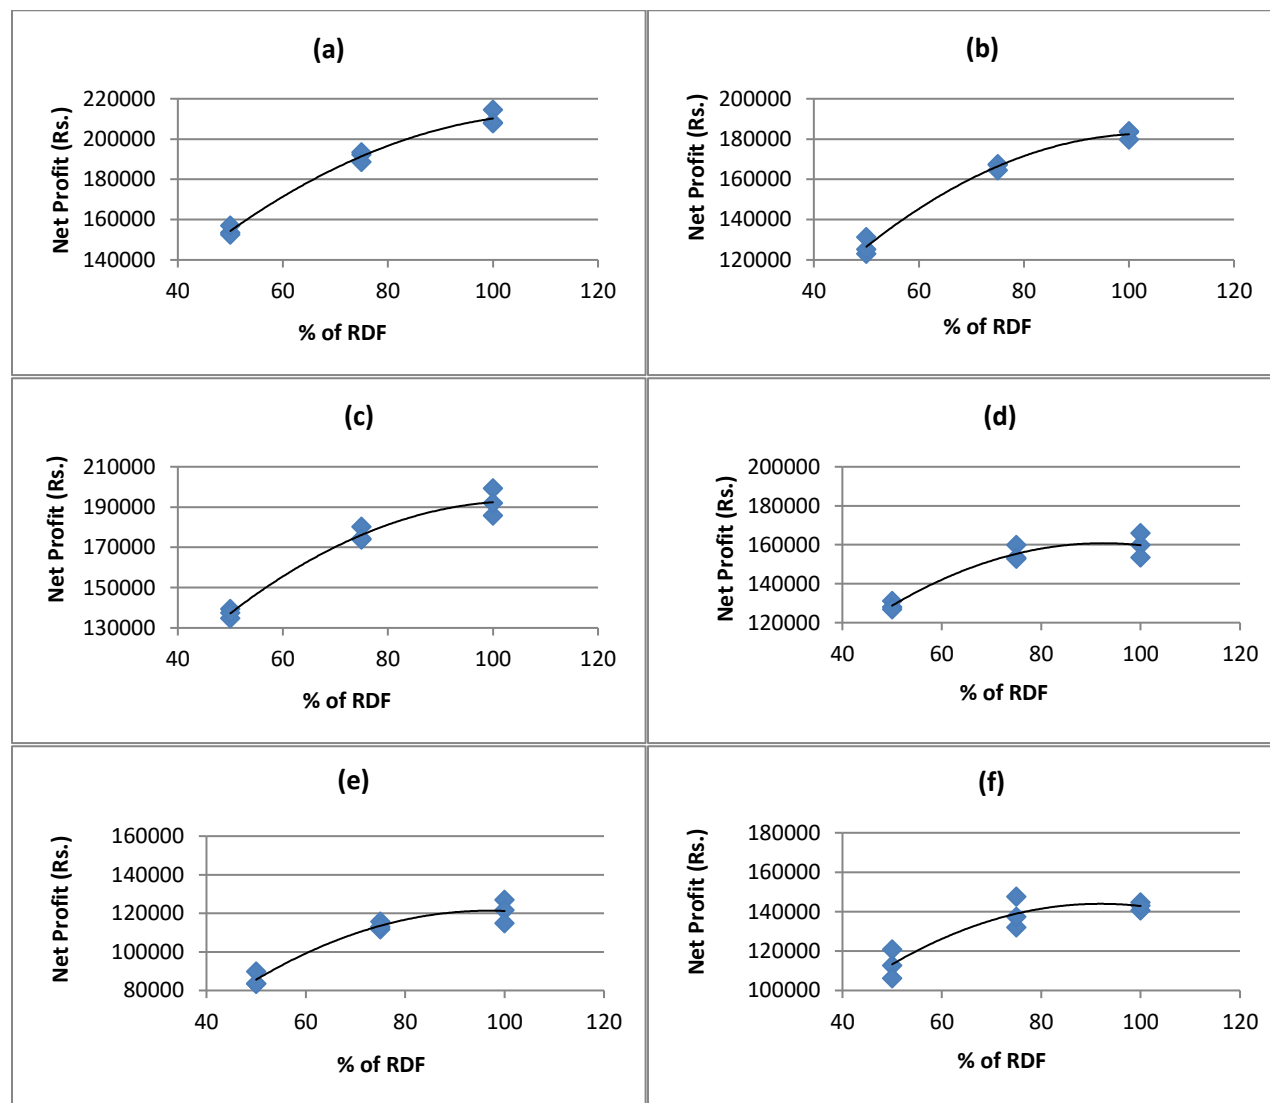 (a)
Net Profit (Rs.)
220000
200000
180000
160000
140000
40 60 80 100 120
% of RDF
(b)
Net Profit (Rs.)
200000
180000
160000
140000
120000
40 60 80 100 120
% of RDF
(c)
Net Profit (Rs.)
210000
190000
170000
150000
130000
40 60 80 100 120
% of RDF
(d)
Net Profit (Rs.)
200000
180000
160000
140000
120000
40 60 80 100 120
% of RDF
(e)
Net Profit (Rs.)
160000
140000
120000
100000
80000
40 60 80 100 120
% of RDF
(f)
Net Profit (Rs.)
180000
160000
140000
120000
100000
40 60 80 100 120
% of RDF